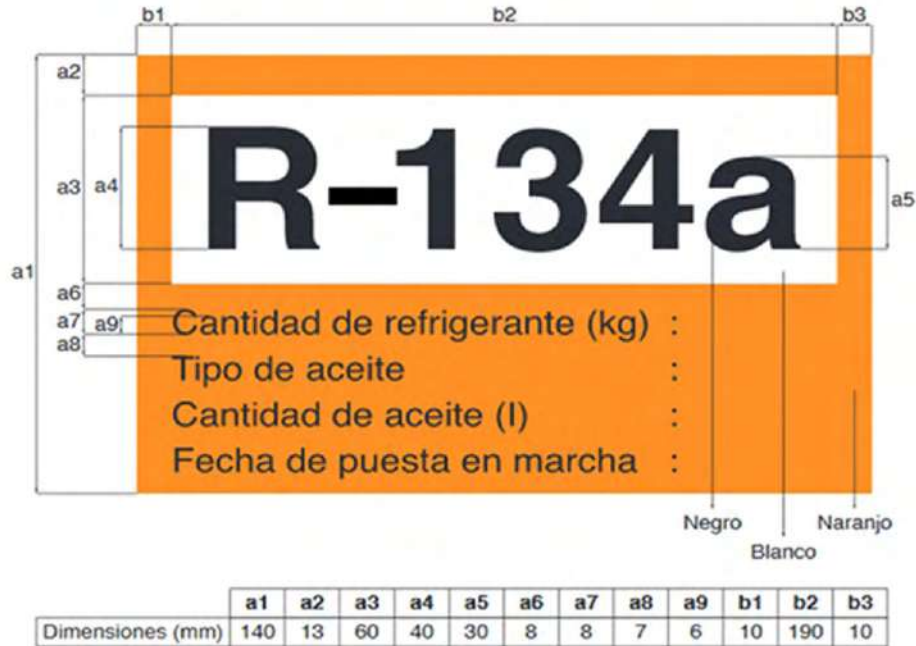 b1 b2 b3
a2
R-134a
a3 a4 a5
a1
a6
a7 a9 Cantidad de refrigerante (kg) :
a8
Tipo de aceite :
Cantidad de aceite (l) :
Fecha de puesta en marcha :
Negro Naranjo
Blanco
a1 a2 a3 a4 a5 a6 a7 a8 a9 b1 b2 b3
Dimensiones (mm) 140 13 60 40 30 8 8 7 6 10 190 10